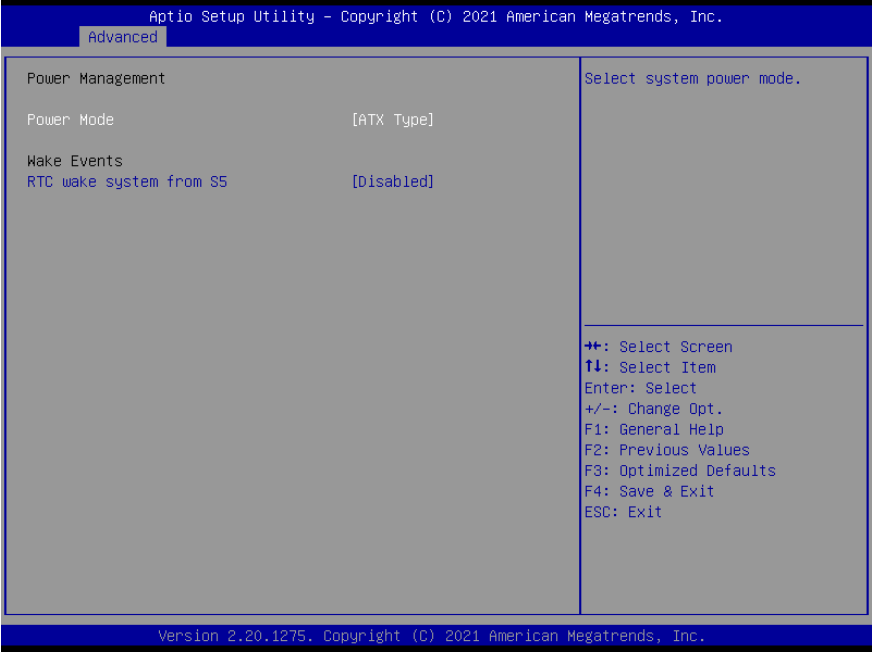 Aptio Setup Utility – Copyright (C) 2021 American Megatrends, Inc.
Advanced
Power Management
Power Mode [ATX Type]
Wake Events
RTC wake system from S5 [Disabled]
Select system power mode.
→←: Select Screen
↑↓: Select Item
Enter: Select
+/-: Change Opt.
F1: General Help
F2: Previous Values
F3: Optimized Defaults
F4: Save & Exit
ESC: Exit
Version 2.20.1275. Copyright (C) 2021 American Megatrends, Inc.